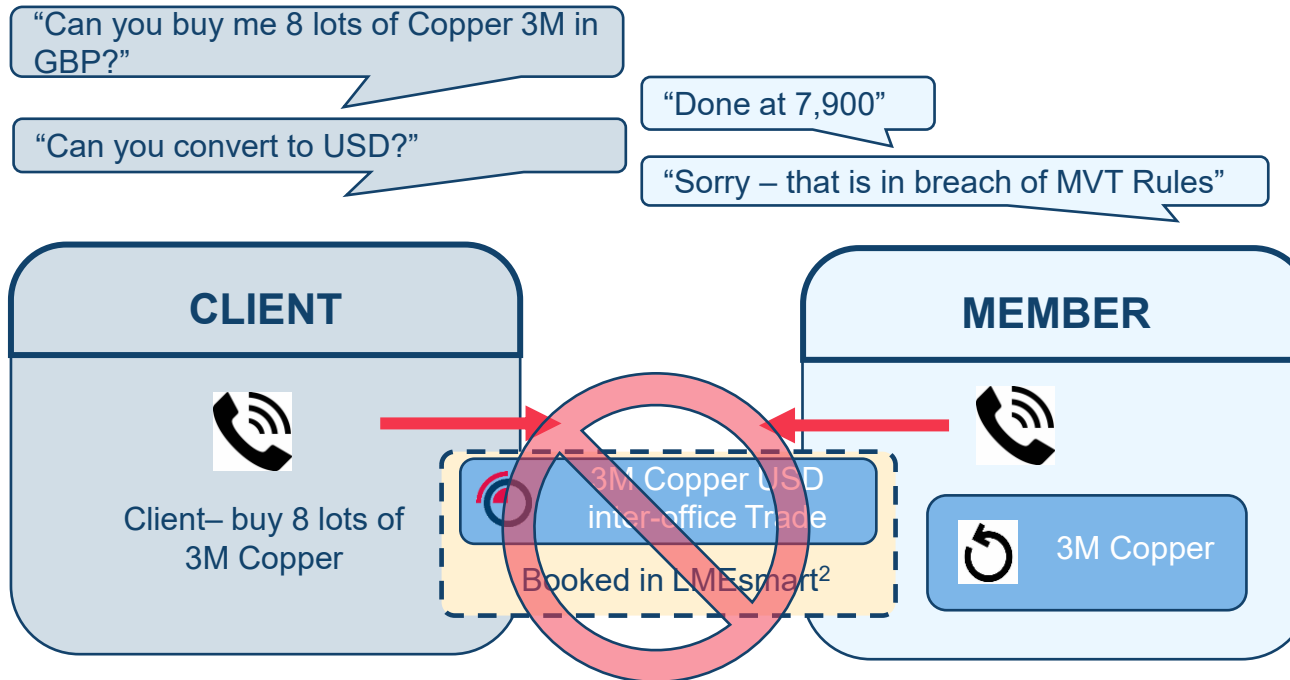 “Can you buy me 8 lots of Copper 3M in
GBP?”
“Done at 7,900”
“Can you convert to USD?”
“Sorry – that is in breach of MVT Rules”
CLIENT
MEMBER
3M Copper USD
inter-office Trade
Client– buy 8 lots of
3M Copper
3M Copper
Booked in LMEsmart²